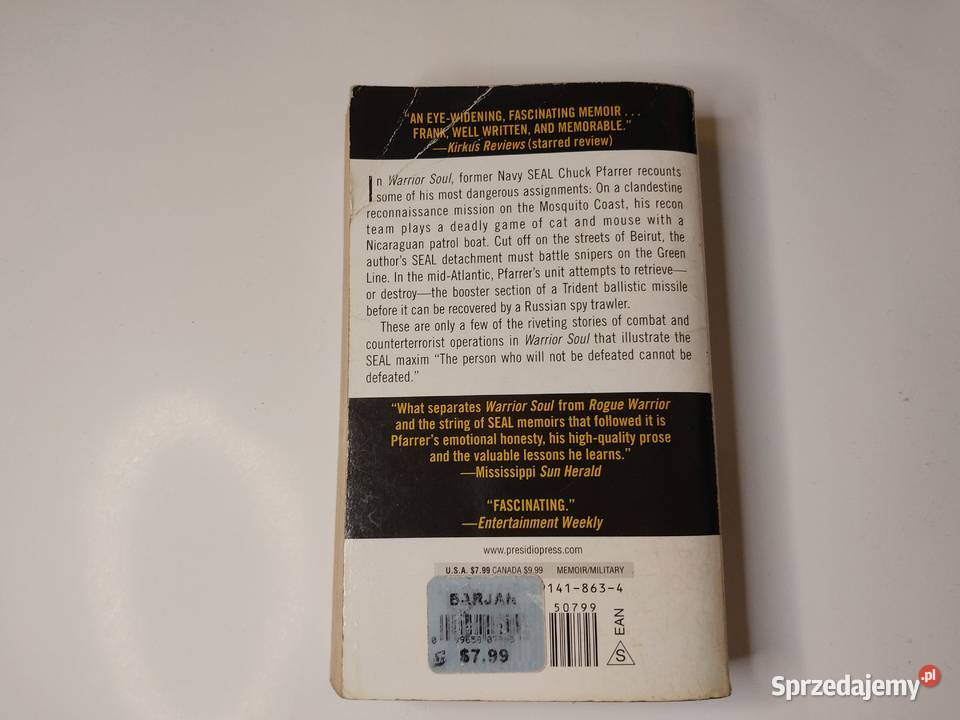 "AN EYE-WIDENING, FASCINATING MEMOIR . . .
FRANK, WELL WRITTEN, AND MEMORABLE."
—Kirkus Reviews (starred review)
In Warrior Soul, former Navy SEAL Chuck Pfarrer recounts
some of his most dangerous assignments: On a clandestine
reconnaissance mission on the Mosquito Coast, his recon
team plays a deadly game of cat and mouse with a
Nicaraguan patrol boat. Cut off on the streets of Beirut, the
author's SEAL detachment must battle snipers on the Green
Line. In the mid-Atlantic, Pfarrer's unit attempts to retrieve—
or destroy—the booster section of a Trident ballistic missile
before it can be recovered by a Russian spy trawler.
These are only a few of the riveting stories of combat and
counterterrorist operations in Warrior Soul that illustrate the
SEAL maxim "The person who will not be defeated cannot be
defeated."
"What separates Warrior Soul from Rogue Warrior
and the string of SEAL memoirs that followed it is
Pfarrer's emotional honesty, his high-quality prose
and the valuable lessons he learns."
—Mississippi Sun Herald
"FASCINATING."
—Entertainment Weekly
www.presidiopress.com
U.S.A. $7.99 CANADA $9.99 MEMOIR/MILITARY
141-863-4
50799
EAN
S
BARJAN
$7.99
Sprzedajemy.pl